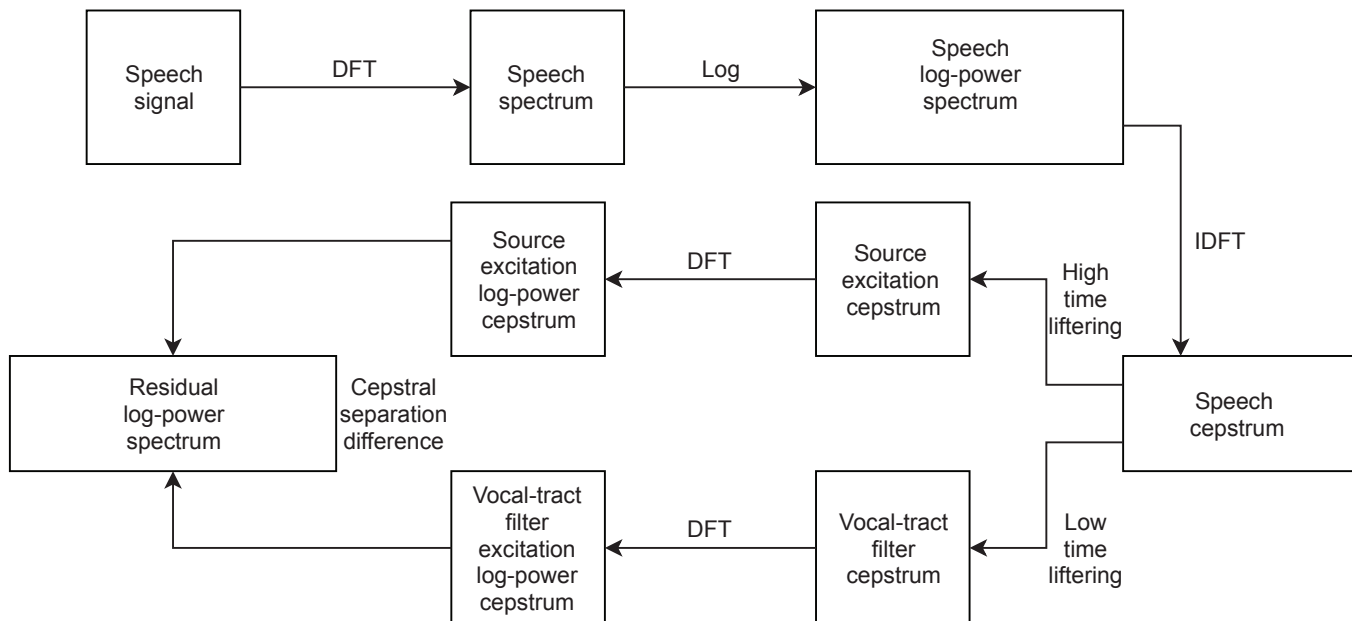 Speech
signal
DFT
Speech
spectrum
Log
Speech
log-power
spectrum
IDFT
Source
excitation
log-power
cepstrum
DFT
Source
excitation
cepstrum
High
time
liftering
Residual
log-power
spectrum
Cepstral
separation
difference
Speech
cepstrum
Vocal-tract
filter
excitation
log-power
cepstrum
DFT
Vocal-tract
filter
cepstrum
Low
time
liftering